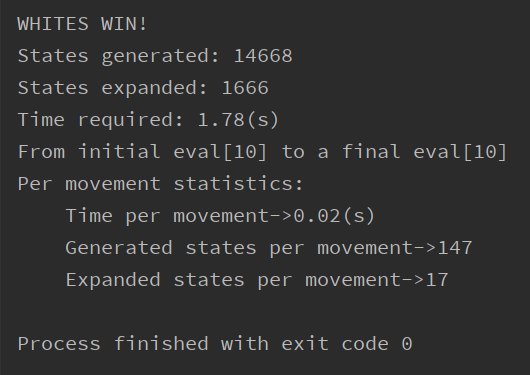 WHITES WIN!
States generated: 14668
States expanded: 1666
Time required: 1.78(s)
From initial eval[10] to a final eval[10]
Per movement statistics:
Time per movement->0.02(s)
Generated states per movement->147
Expanded states per movement->17
Process finished with exit code 0